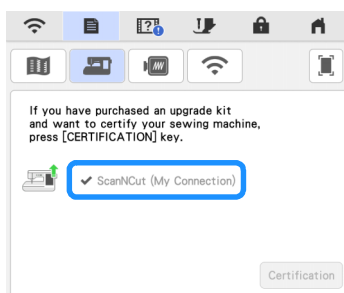 If you have purchased an upgrade kit
and want to certify your sewing machine,
press [CERTIFICATION] key.
✔ ScanNCut (My Connection)
Certification